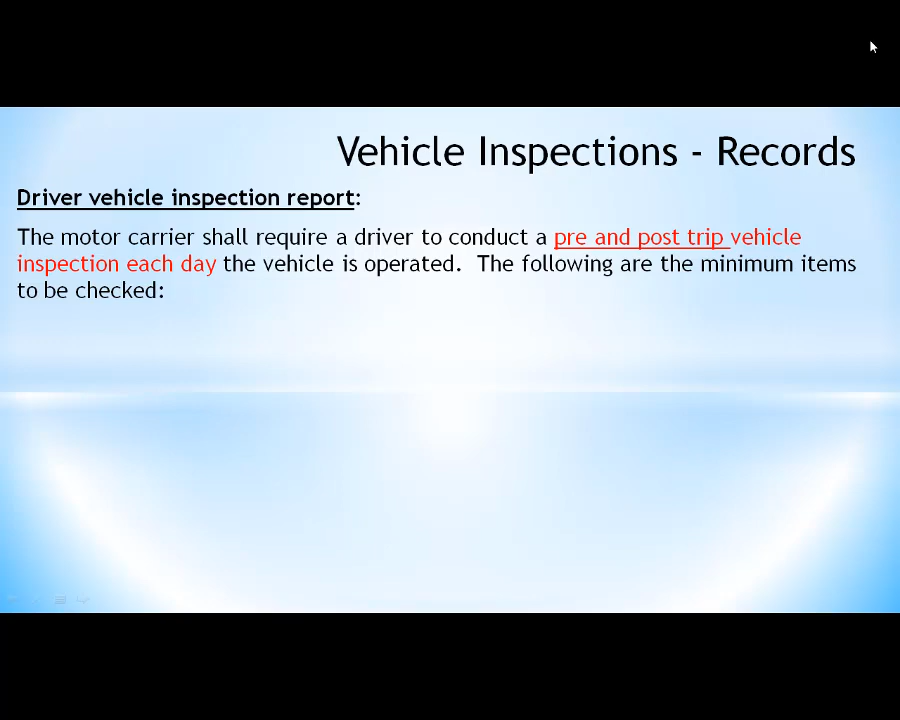 Vehicle Inspections - Records
Driver vehicle inspection report:
The motor carrier shall require a driver to conduct a pre and post trip vehicle
inspection each day the vehicle is operated.  The following are the minimum items
to be checked: